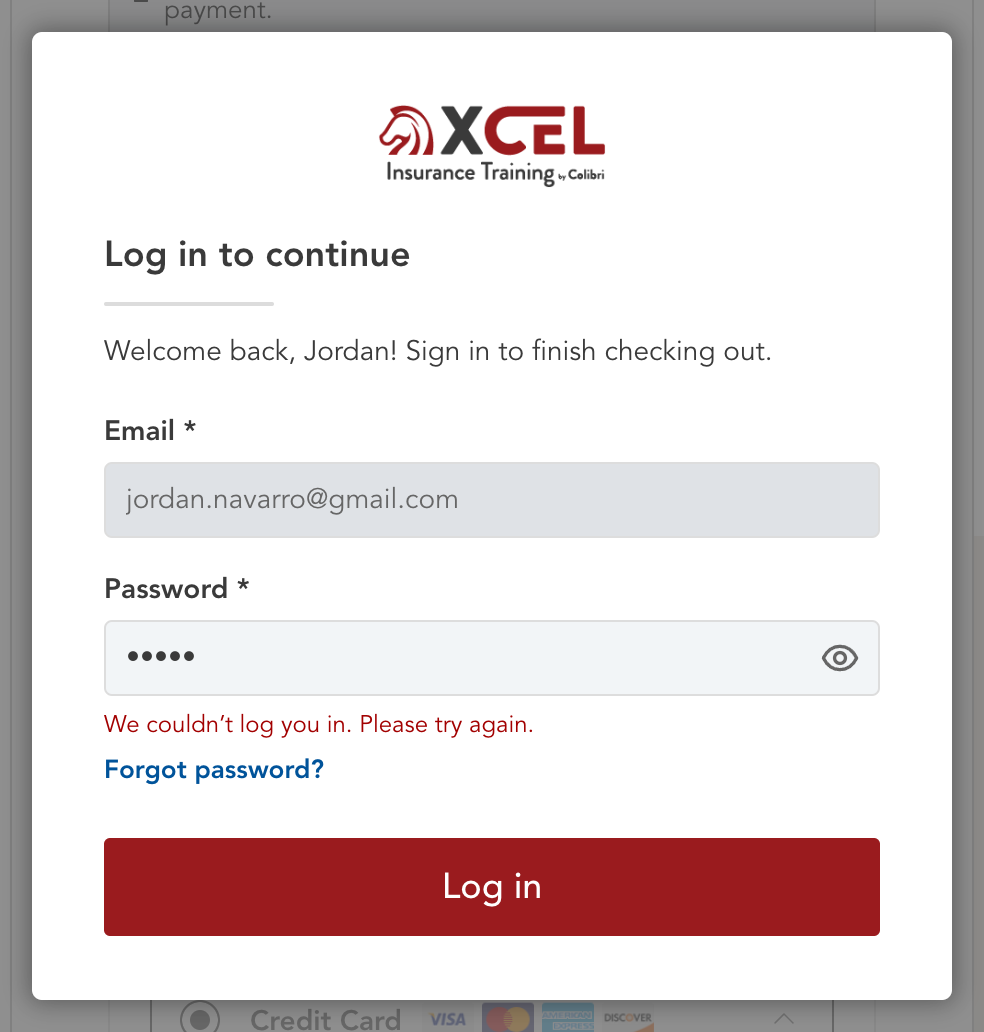 payment.
XCEL
Insurance Training by Colibri
Log in to continue
Welcome back, Jordan! Sign in to finish checking out.
Email *
jordan.navarro@gmail.com
Password *
•••••
We couldn’t log you in. Please try again.
Forgot password?
Log in
Credit Card VISA AMERICAN EXPRESS DISCOVER